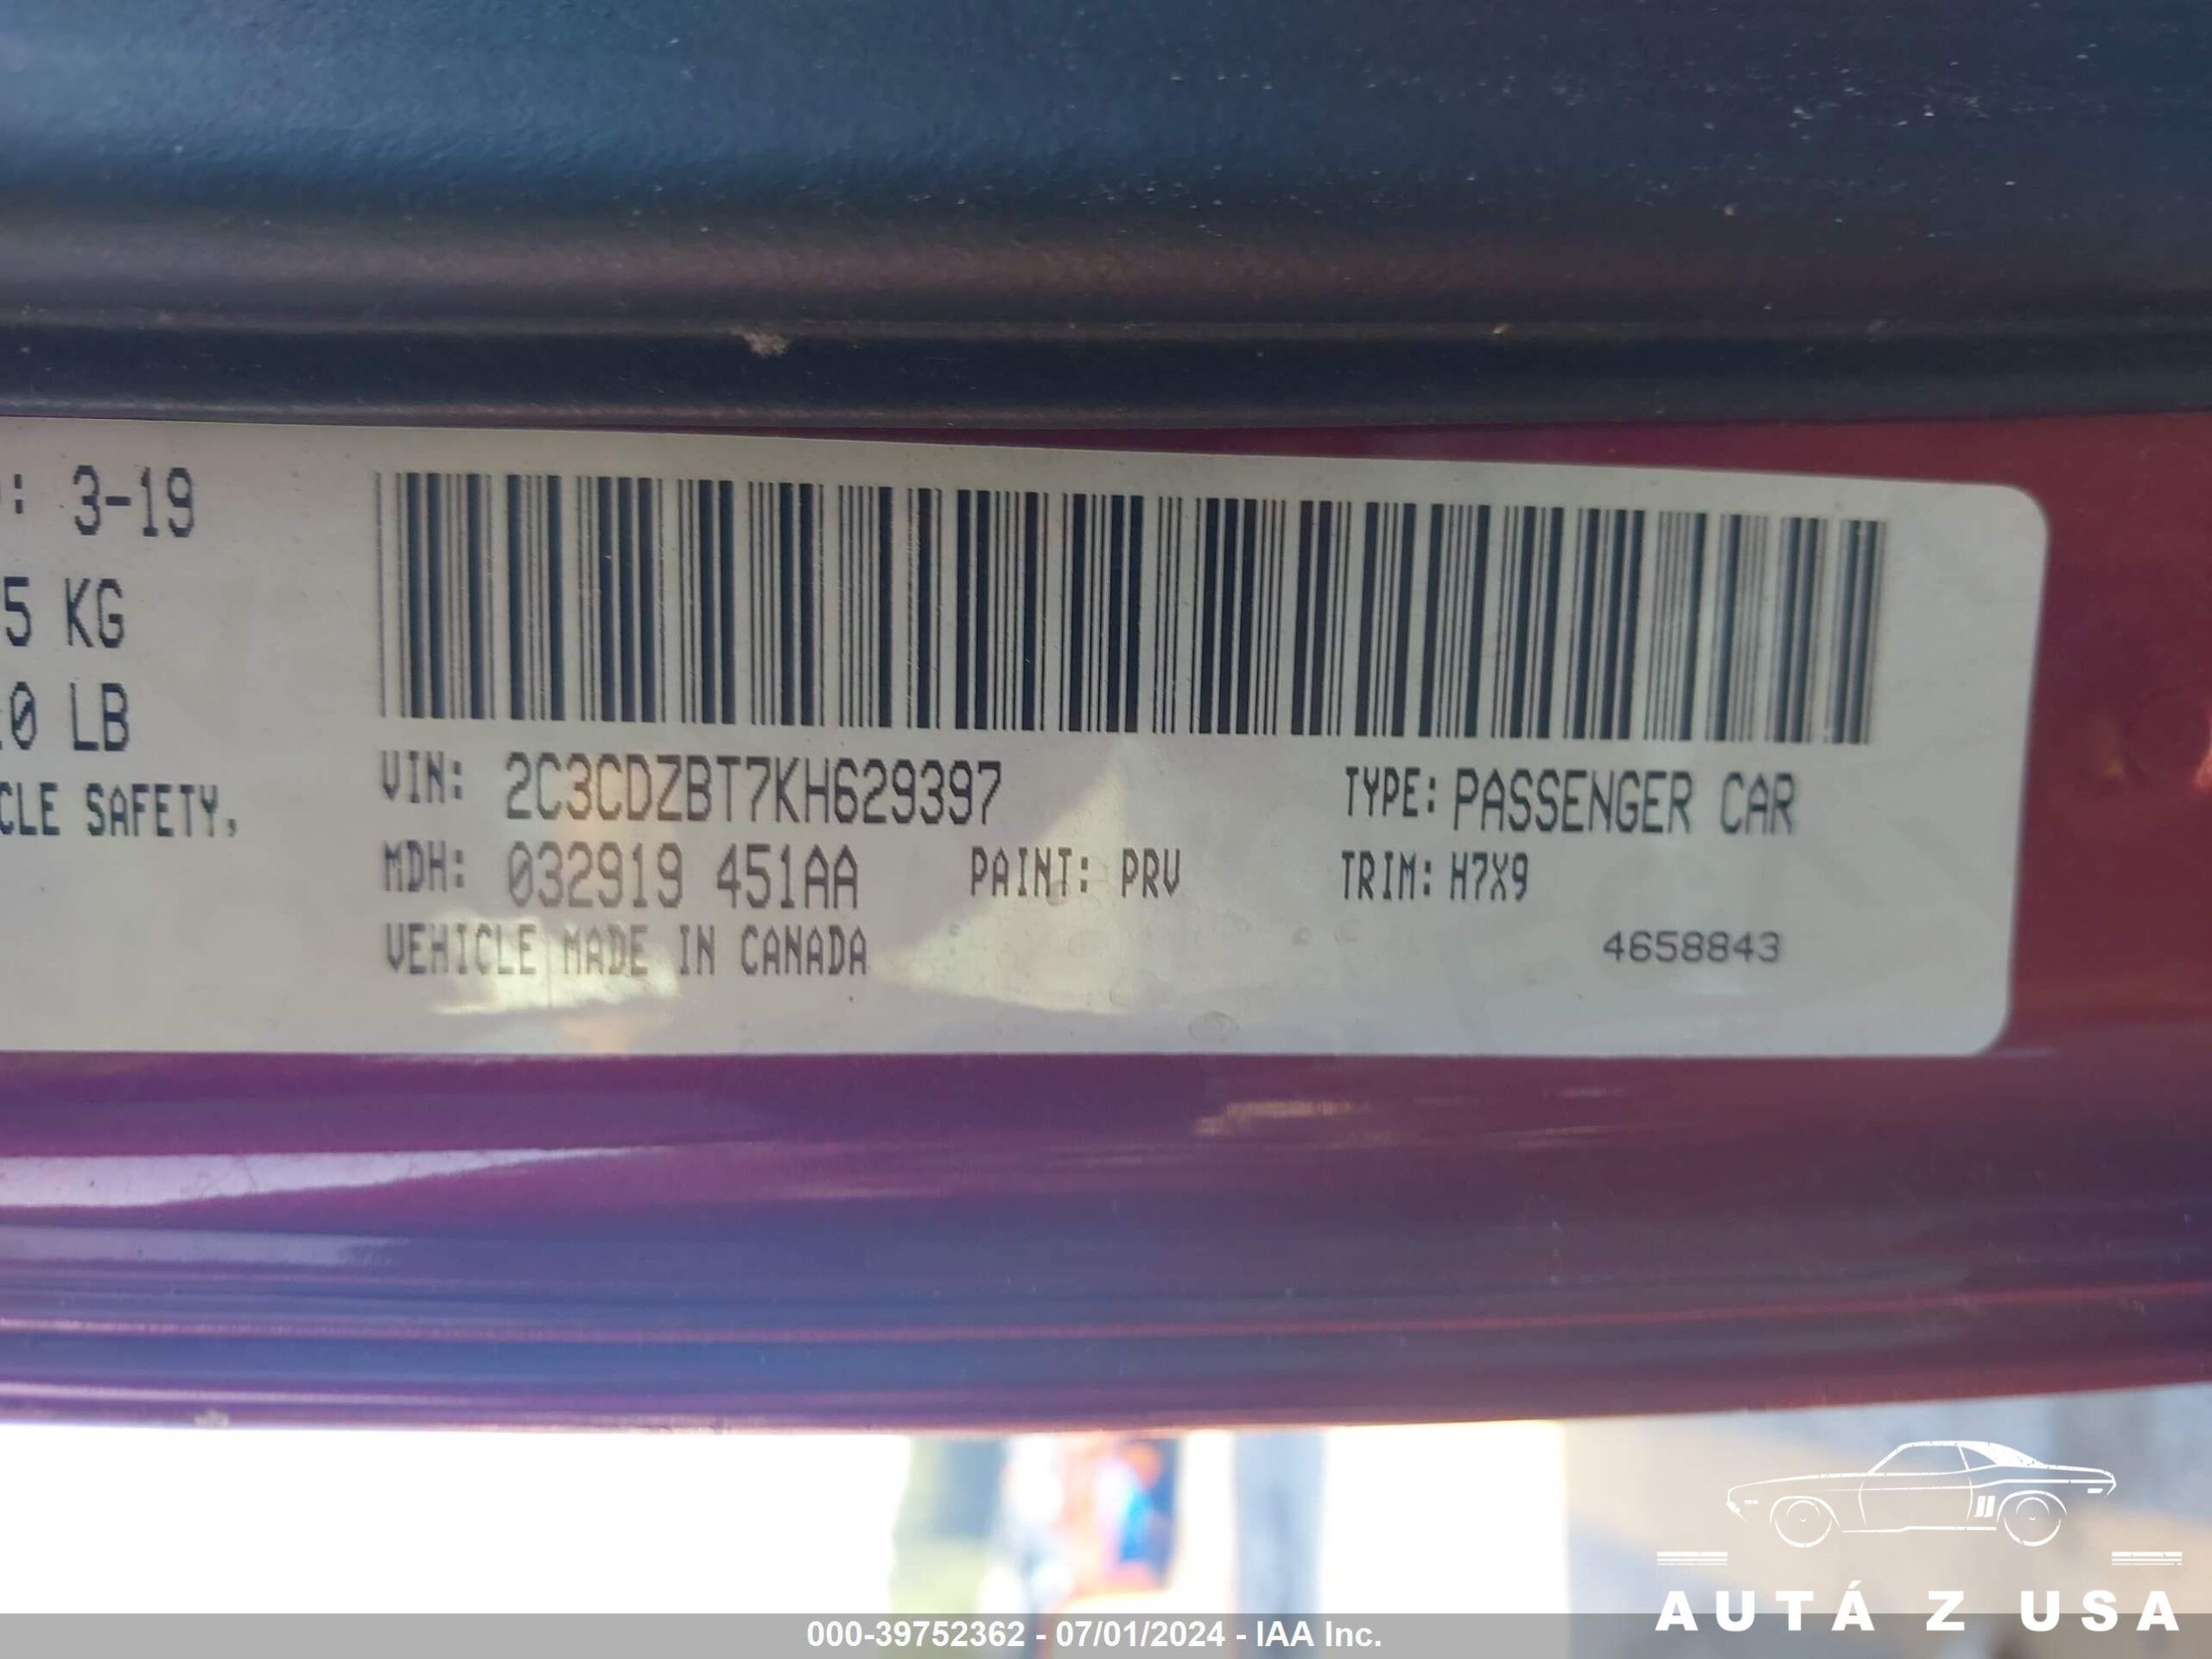 : 3-19
5 KG
0 LB
CLE SAFETY,
VIN: 2C3CDZBT7KH629397 TYPE: PASSENGER CAR
MDH: 032919 451AA PAINT: PRV TRIM: H7X9
VEHICLE MADE IN CANADA 4658843
AUTÁ Z USA
000-39752362 - 07/01/2024 - IAA Inc.